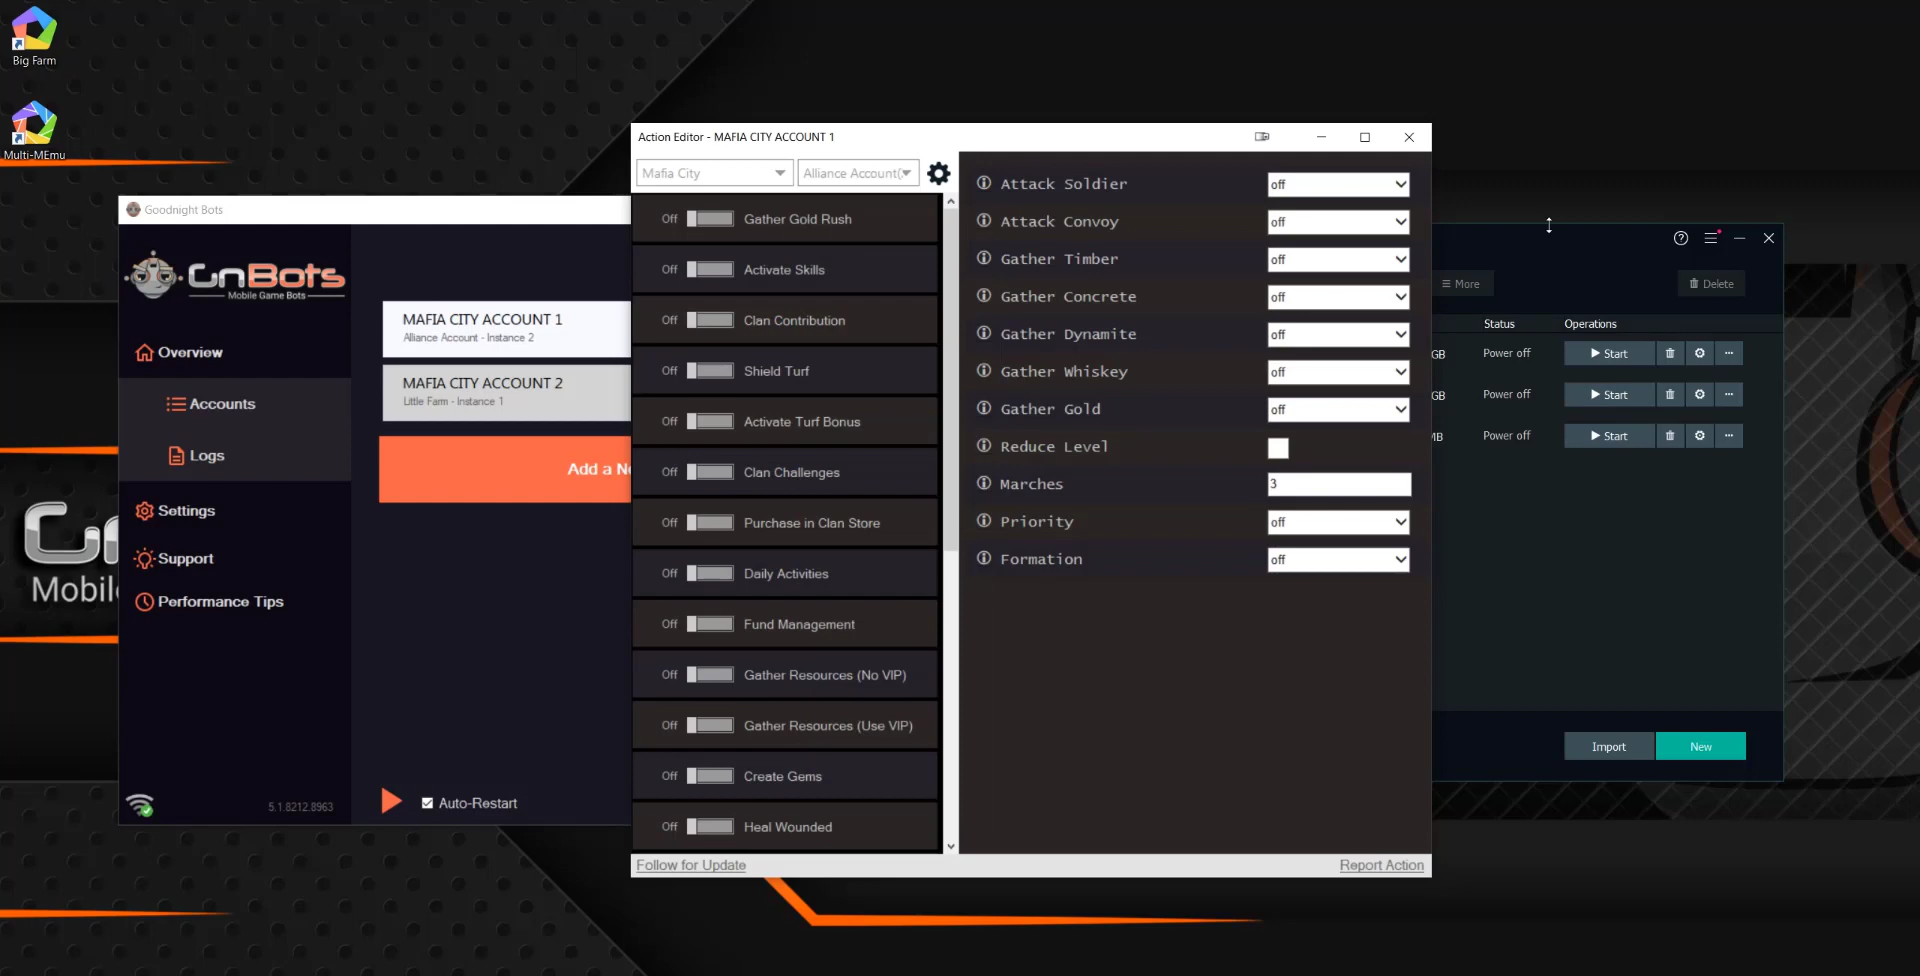 Big Farm
Multi-MEmu
Mobil
Goodnight Bots
GnBots
Mobile Game Bots
Overview
Accounts
Logs
Settings
Support
Performance Tips
5.1.8212.8963
MAFIA CITY ACCOUNT 1
Alliance Account - Instance 2
MAFIA CITY ACCOUNT 2
Little Farm - Instance 1
Add a N
Auto-Restart
Action Editor - MAFIA CITY ACCOUNT 1
Mafia City
Alliance Account(
Off Gather Gold Rush
Off Activate Skills
Off Clan Contribution
Off Shield Turf
Off Activate Turf Bonus
Off Clan Challenges
Off Purchase in Clan Store
Off Daily Activities
Off Fund Management
Off Gather Resources (No VIP)
Off Gather Resources (Use VIP)
Off Create Gems
Off Heal Wounded
Attack Soldier off
Attack Convoy off
Gather Timber off
Gather Concrete off
Gather Dynamite off
Gather Whiskey off
Gather Gold off
Reduce Level
Marches 3
Priority off
Formation off
Follow for Update
Report Action
More
Delete
Status Operations
GB Power off Start
GB Power off Start
MB Power off Start
Import
New